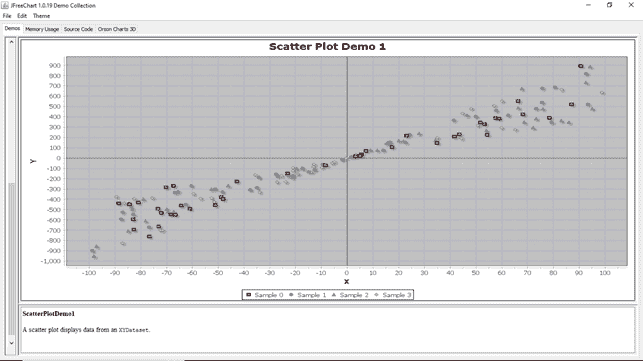 JFreeChart 1.0.19 Demo Collection
File Edit Theme
Demos Memory Usage Source Code Orson Charts 3D
Scatter Plot Demo 1
900
800
700
600
500
400
300
200
100
0
-100
-200
-300
-400
-500
-600
-700
-800
-900
-1,000
Y
-100 -90 -80 -70 -60 -50 -40 -30 -20 -10 0 10 20 30 40 50 60 70 80 90 100
X
Sample 0 Sample 1 Sample 2 Sample 3
ScatterPlotDemo1
A scatter plot displays data from an XYDataset.